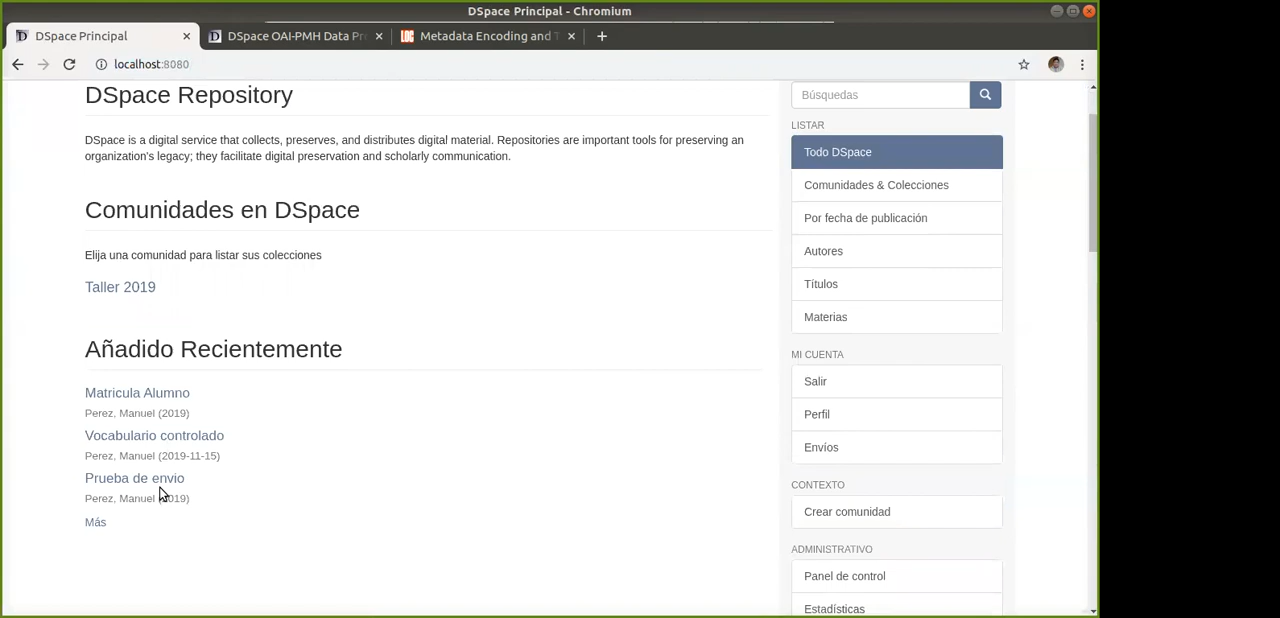 DSpace Principal - Chromium
DSpace Principal
DSpace OAI-PMH Data Pr
Metadata Encoding and T
localhost:8080
DSpace Repository
DSpace is a digital service that collects, preserves, and distributes digital material. Repositories are important tools for preserving an
organization's legacy; they facilitate digital preservation and scholarly communication.
Comunidades en DSpace
Elija una comunidad para listar sus colecciones
Taller 2019
Añadido Recientemente
Matricula Alumno
Perez, Manuel (2019)
Vocabulario controlado
Perez, Manuel (2019-11-15)
Prueba de envio
Perez, Manuel (2019)
Más
Búsquedas
LISTAR
Todo DSpace
Comunidades & Colecciones
Por fecha de publicación
Autores
Títulos
Materias
MI CUENTA
Salir
Perfil
Envíos
CONTEXTO
Crear comunidad
ADMINISTRATIVO
Panel de control
Estadísticas